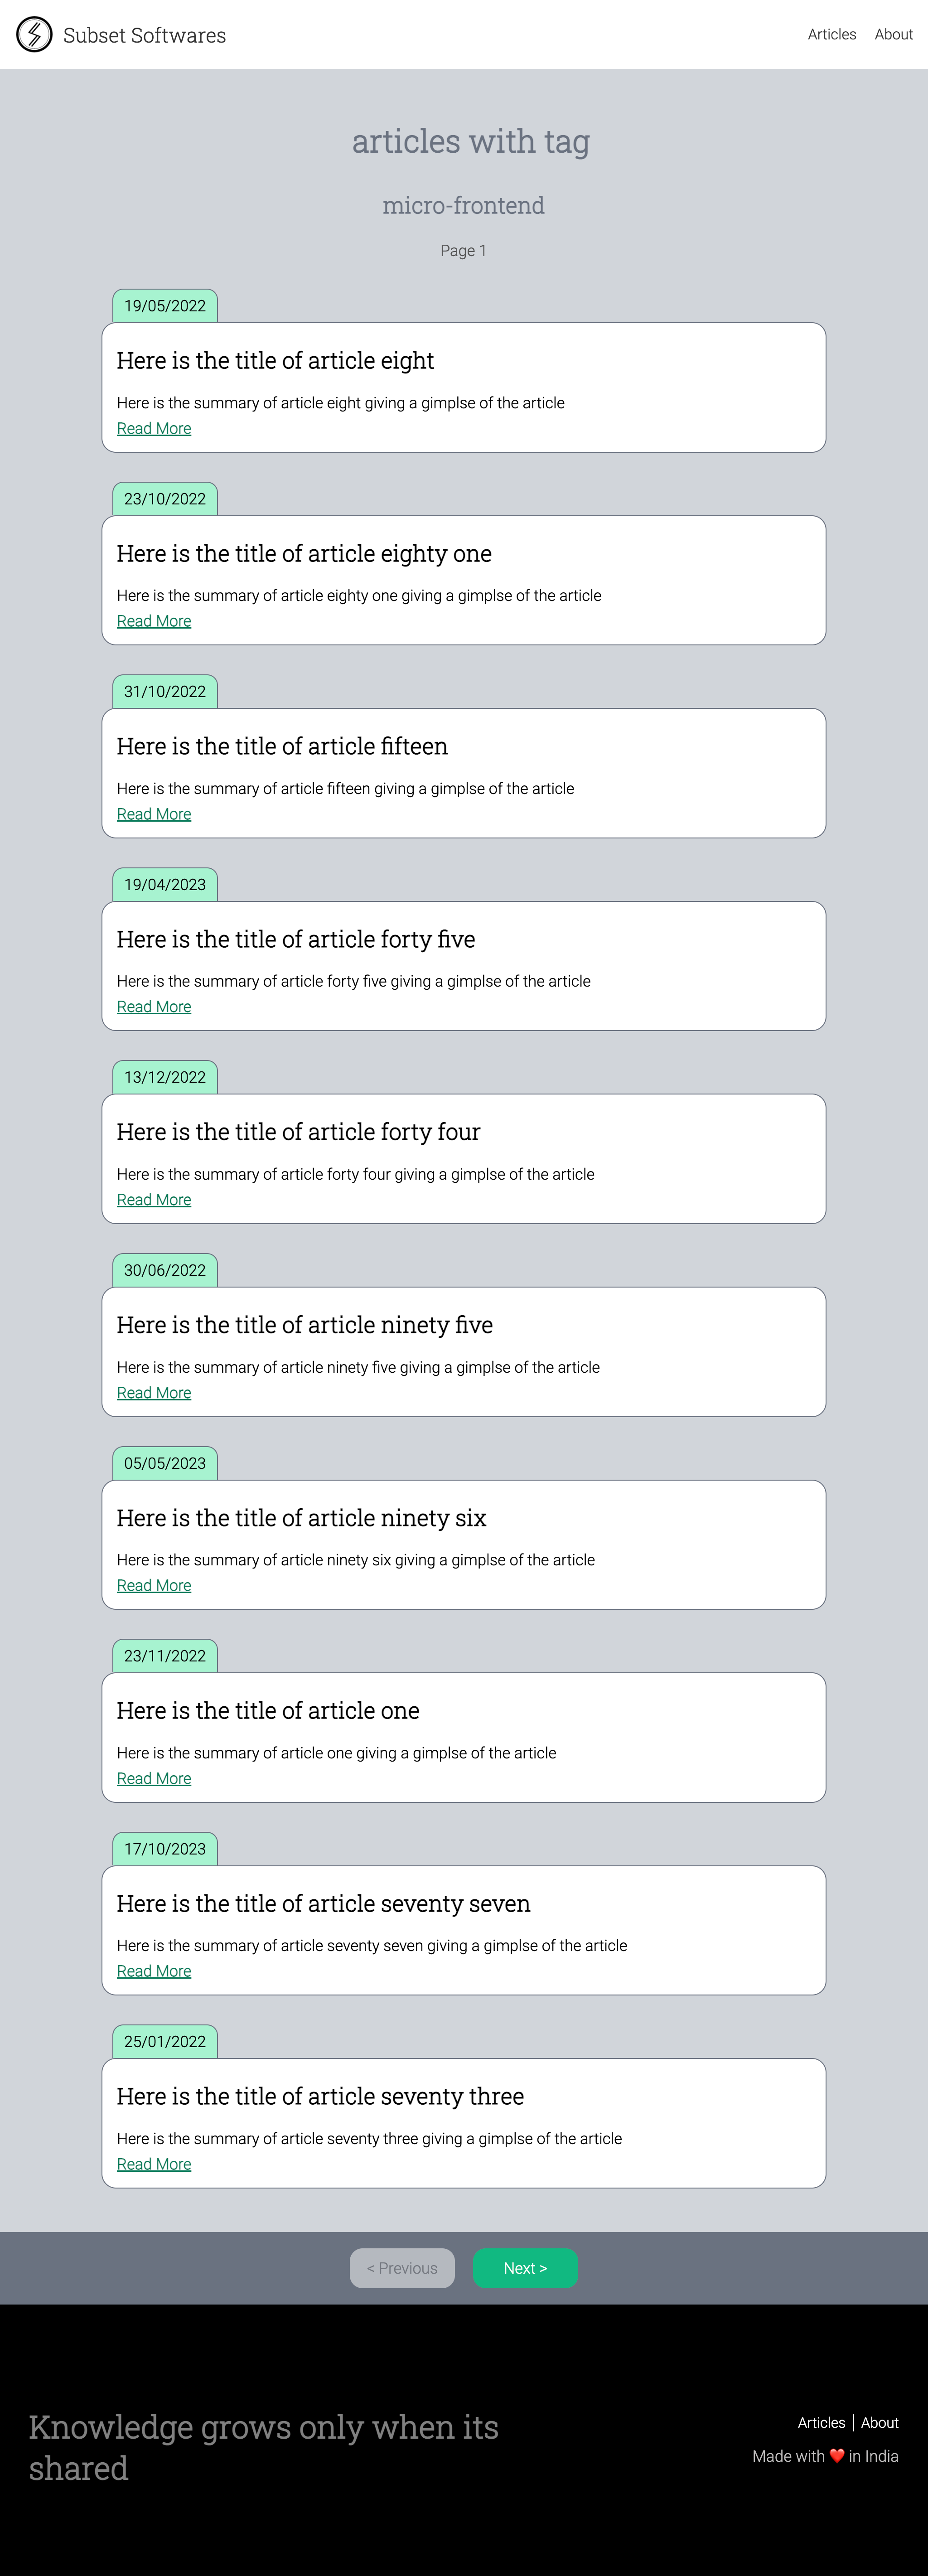 Subset Softwares
Articles About
articles with tag
micro-frontend
Page 1
19/05/2022
Here is the title of article eight
Here is the summary of article eight giving a gimplse of the article
Read More
23/10/2022
Here is the title of article eighty one
Here is the summary of article eighty one giving a gimplse of the article
Read More
31/10/2022
Here is the title of article fifteen
Here is the summary of article fifteen giving a gimplse of the article
Read More
19/04/2023
Here is the title of article forty five
Here is the summary of article forty five giving a gimplse of the article
Read More
13/12/2022
Here is the title of article forty four
Here is the summary of article forty four giving a gimplse of the article
Read More
30/06/2022
Here is the title of article ninety five
Here is the summary of article ninety five giving a gimplse of the article
Read More
05/05/2023
Here is the title of article ninety six
Here is the summary of article ninety six giving a gimplse of the article
Read More
23/11/2022
Here is the title of article one
Here is the summary of article one giving a gimplse of the article
Read More
17/10/2023
Here is the title of article seventy seven
Here is the summary of article seventy seven giving a gimplse of the article
Read More
25/01/2022
Here is the title of article seventy three
Here is the summary of article seventy three giving a gimplse of the article
Read More
< Previous Next >
Knowledge grows only when its
shared
Articles | About
Made with ❤️ in India